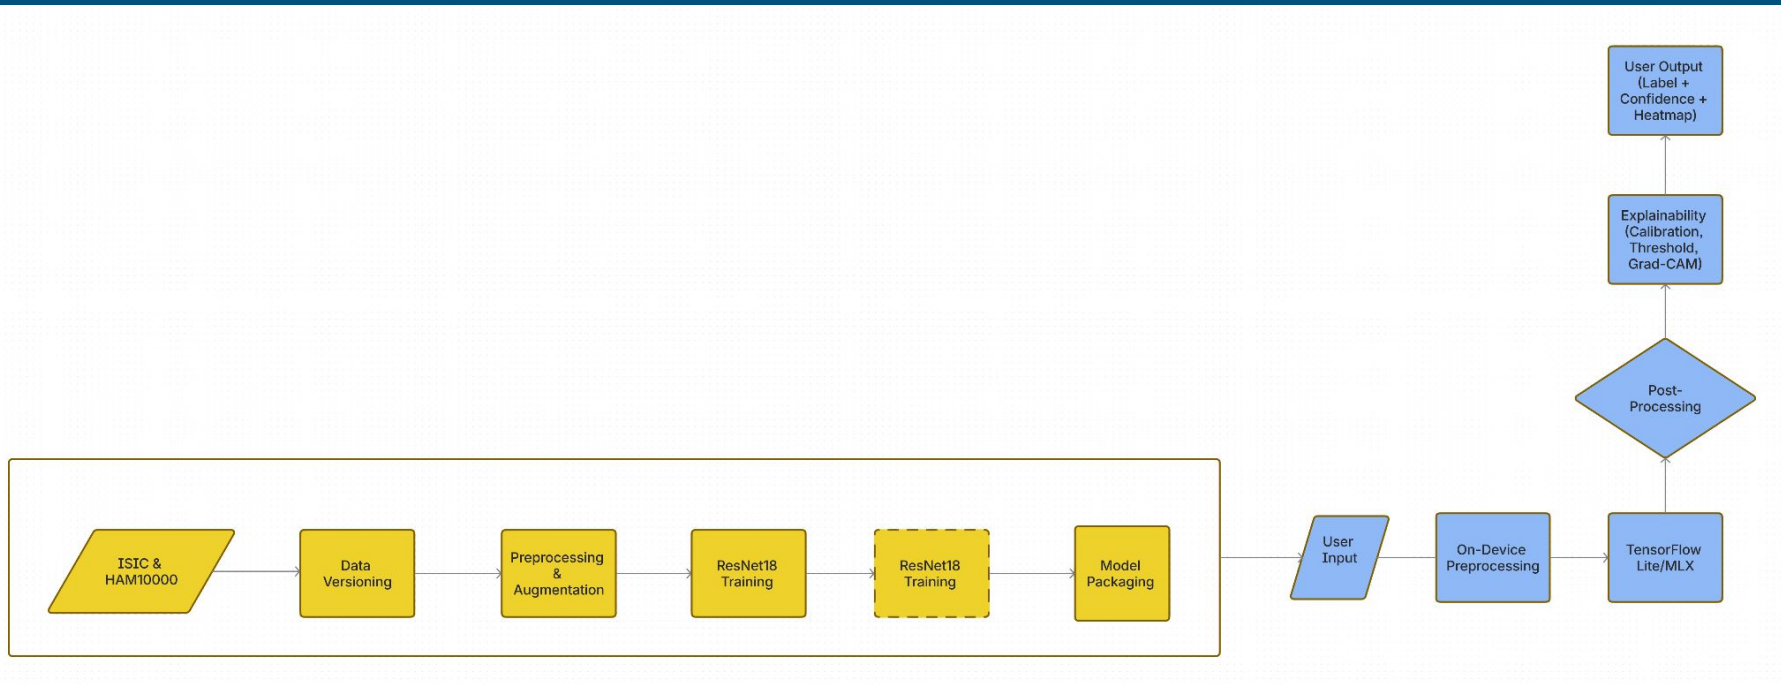 User Output
(Label +
Confidence +
Heatmap)
Explainability
(Calibration,
Threshold,
Grad-CAM)
Post-
Processing
ISIC &
HAM10000
Data
Versioning
Preprocessing
&
Augmentation
ResNet18
Training
ResNet18
Training
Model
Packaging
User
Input
On-Device
Preprocessing
TensorFlow
Lite/MLX